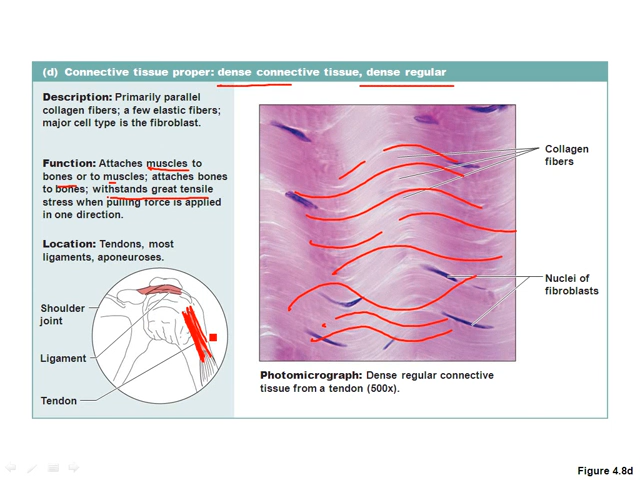 (d) Connective tissue proper: dense connective tissue, dense regular
Description: Primarily parallel
collagen fibers; a few elastic fibers;
major cell type is the fibroblast.
Function: Attaches muscles to
bones or to muscles; attaches bones
to bones; withstands great tensile
stress when pulling force is applied
in one direction.
Location: Tendons, most
ligaments, aponeuroses.
Shoulder
joint
Ligament
Tendon
Collagen
fibers
Nuclei of
fibroblasts
Photomicrograph: Dense regular connective
tissue from a tendon (500x).
Figure 4.8d